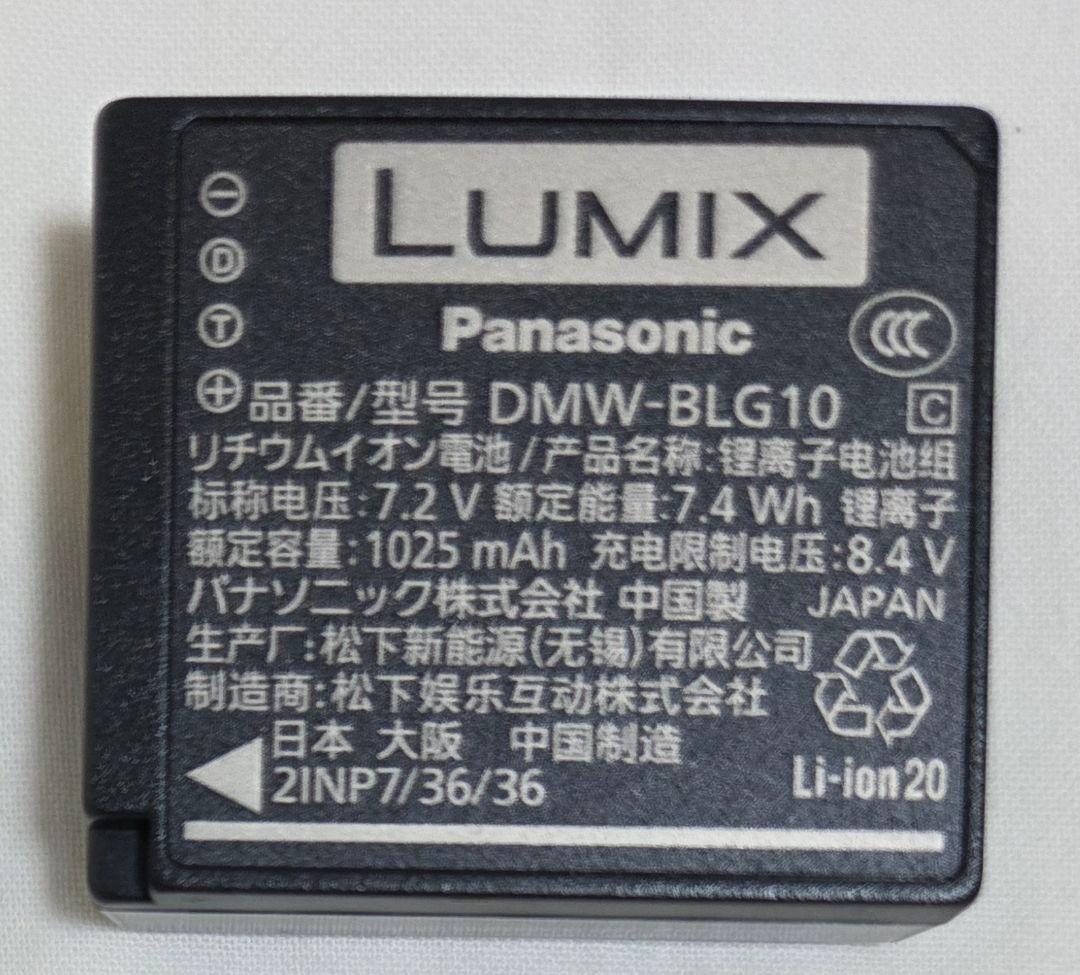 LUMIX
Panasonic
CCC
品番/型号 DMW-BLG10 C
リチウムイオン電池/产品名称:锂离子电池组
标称电压:7.2 V 额定能量:7.4 Wh 锂离子
额定容量:1025 mAh 充电限制电压:8.4 V
パナソニック株式会社 中国製 JAPAN
生产厂:松下新能源(无锡)有限公司
制造商:松下娱乐互动株式会社
日本 大阪 中国制造
2INP7/36/36
Li-ion20
D
T